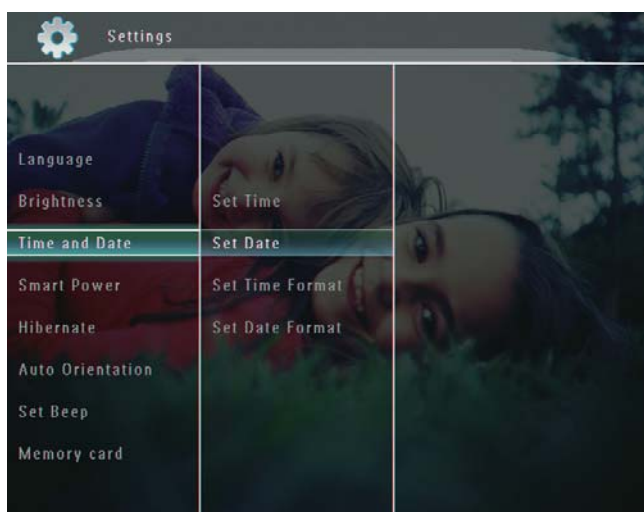 Settings
Language
Brightness
Time and Date
Smart Power
Hibernate
Auto Orientation
Set Beep
Memory card
Set Time
Set Date
Set Time Format
Set Date Format